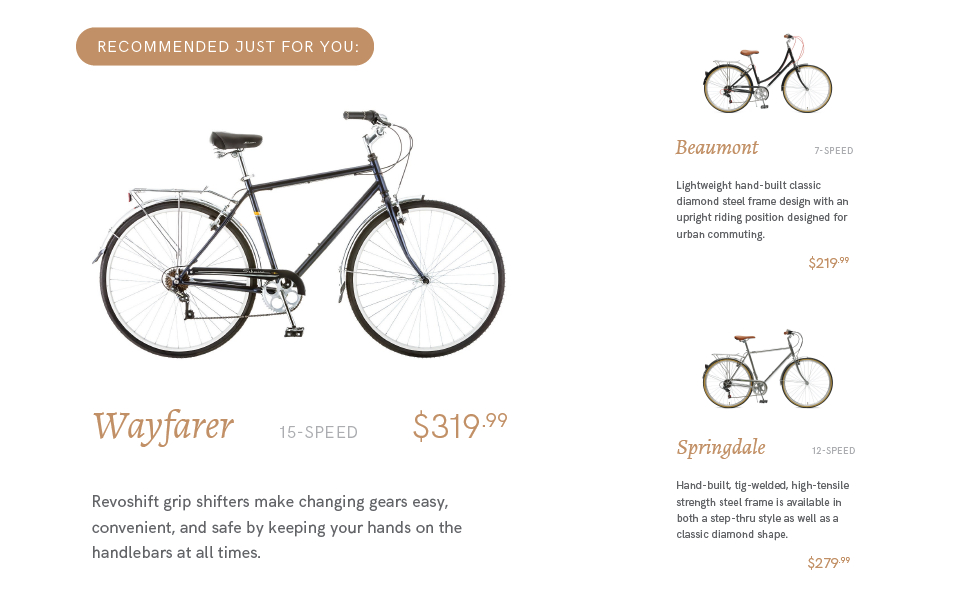 RECOMMENDED JUST FOR YOU:
Wayfarer 15-SPEED $319.99
Revoshift grip shifters make changing gears easy,
convenient, and safe by keeping your hands on the
handlebars at all times.
Beaumont 7-SPEED
Lightweight hand-built classic
diamond steel frame design with an
upright riding position designed for
urban commuting.
$219.99
Springdale 12-SPEED
Hand-built, tig-welded, high-tensile
strength steel frame is available in
both a step-thru style as well as a
classic diamond shape.
$279.99